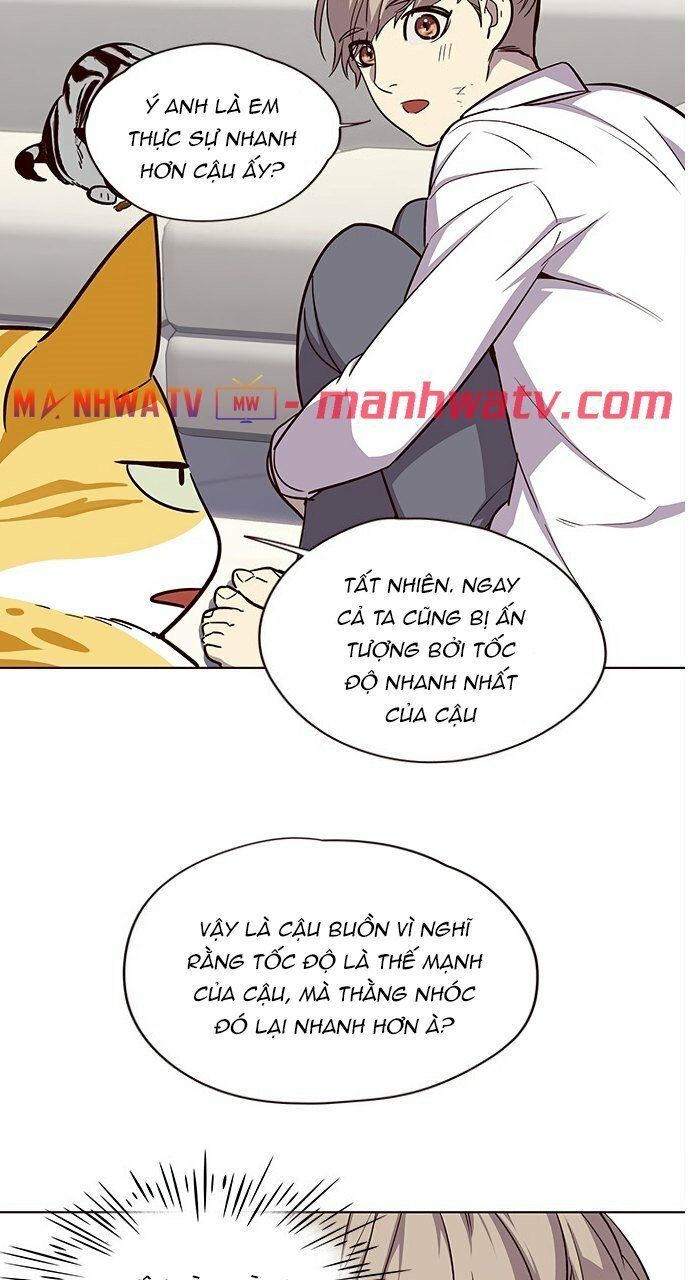 Ý ANH LÀ EM
THỰC SỰ NHANH
HƠN CẬU ẤY?
MANHWATV MW - manhwatv.com
TẤT NHIÊN. NGAY
CẢ TA CŨNG BỊ ẤN
TƯỢNG BỞI TỐC
ĐỘ NHANH NHẤT
CỦA CẬU
VẬY LÀ CẬU BUỒN VÌ NGHĨ
RẰNG TỐC ĐỘ LÀ THẾ MẠNH
CỦA CẬU, MÀ THẰNG NHÓC
ĐÓ LẠI NHANH HƠN À?